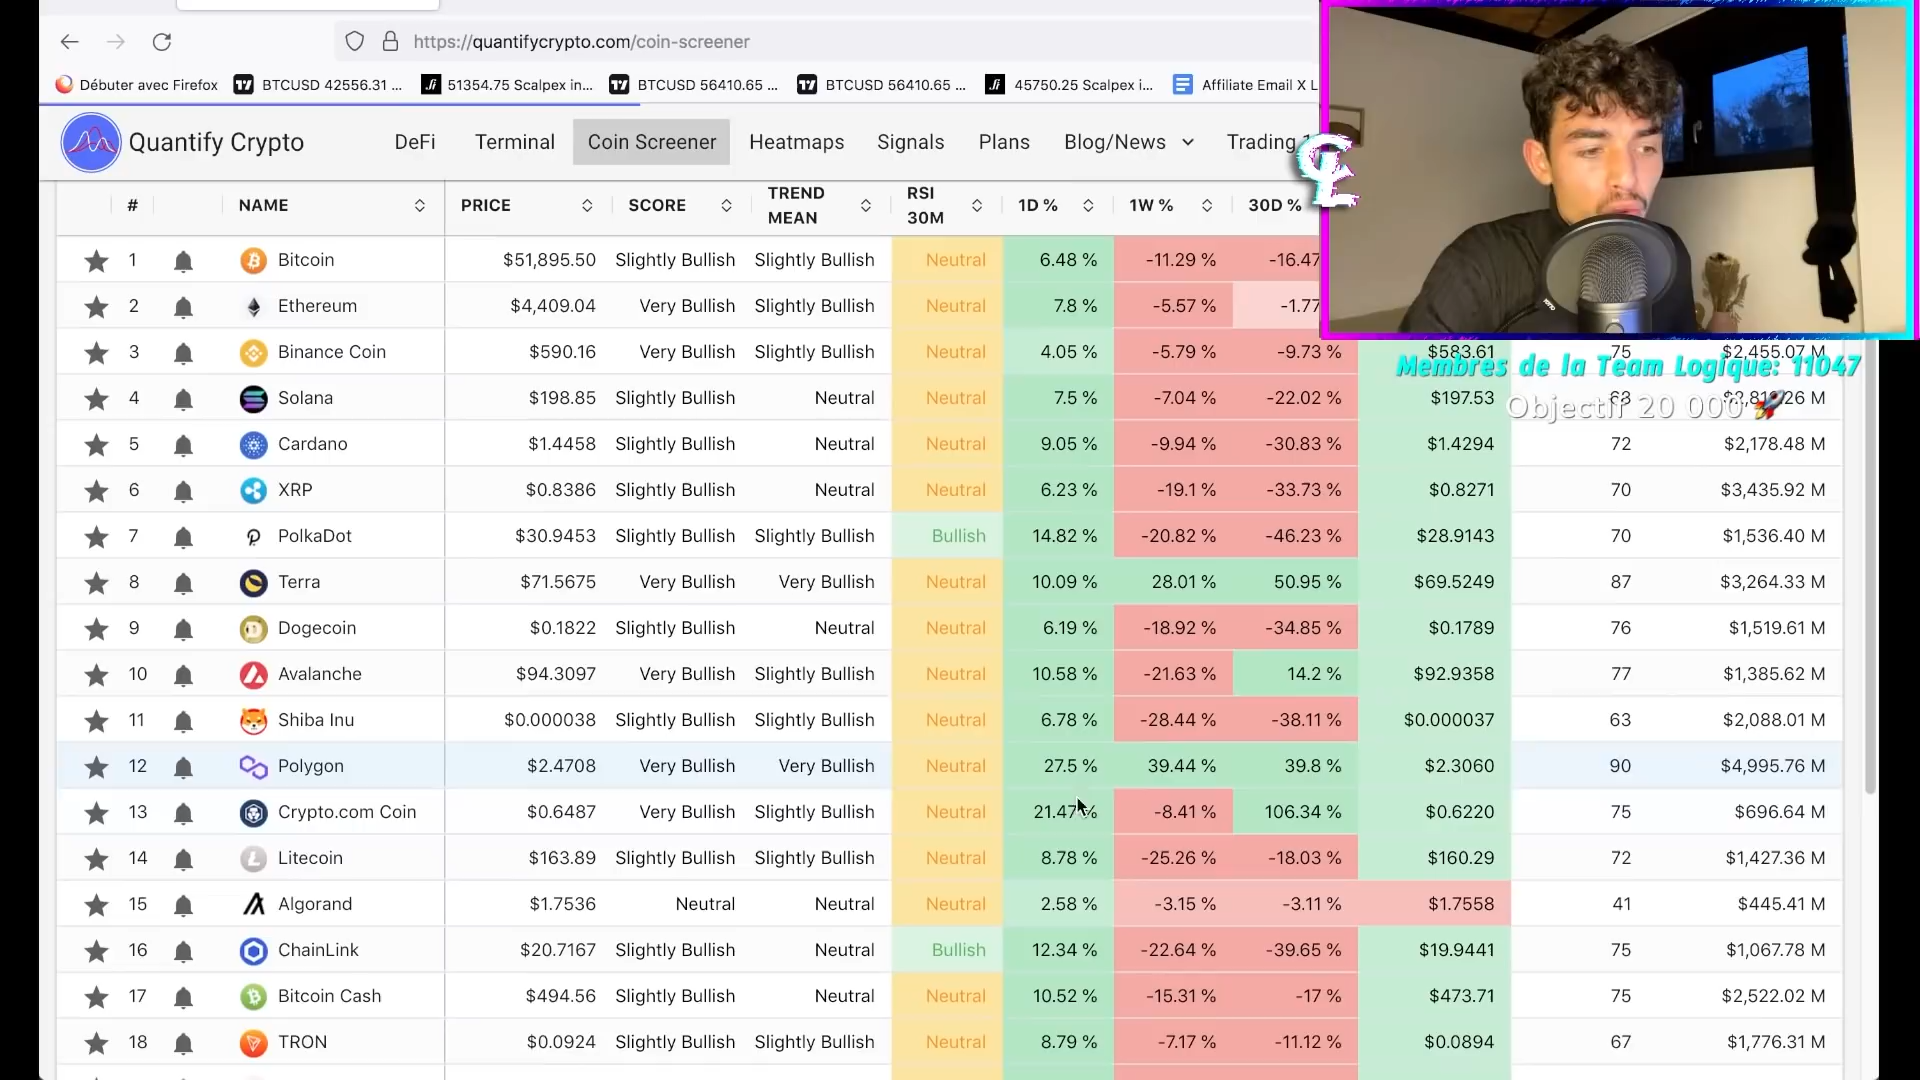 https://quantifycrypto.com/coin-screener
Débuter avec Firefox BTCUSD 42556.31 ... 51354.75 Scalpex in... BTCUSD 56410.65 ... BTCUSD 56410.65 ... 45750.25 Scalpex i... Affiliate Email X L
Quantify Crypto DeFi Terminal Coin Screener Heatmaps Signals Plans Blog/News Trading
# NAME PRICE SCORE TREND MEAN RSI 30M 1D % 1W % 30D %
1 Bitcoin $51,895.50 Slightly Bullish Slightly Bullish Neutral 6.48 % -11.29 % -16.47
2 Ethereum $4,409.04 Very Bullish Slightly Bullish Neutral 7.8 % -5.57 % -1.77
3 Binance Coin $590.16 Very Bullish Slightly Bullish Neutral 4.05 % -5.79 % -9.73 % $583.61 75 $2,455.07 M
Membres de la Team Logique: 11047
4 Solana $198.85 Slightly Bullish Neutral Neutral 7.5 % -7.04 % -22.02 % $197.53
Objectif 20 000
5 Cardano $1.4458 Slightly Bullish Neutral Neutral 9.05 % -9.94 % -30.83 % $1.4294 72 $2,178.48 M
6 XRP $0.8386 Slightly Bullish Neutral Neutral 6.23 % -19.1 % -33.73 % $0.8271 70 $3,435.92 M
7 PolkaDot $30.9453 Slightly Bullish Slightly Bullish Bullish 14.82 % -20.82 % -46.23 % $28.9143 70 $1,536.40 M
8 Terra $71.5675 Very Bullish Very Bullish Neutral 10.09 % 28.01 % 50.95 % $69.5249 87 $3,264.33 M
9 Dogecoin $0.1822 Slightly Bullish Neutral Neutral 6.19 % -18.92 % -34.85 % $0.1789 76 $1,519.61 M
10 Avalanche $94.3097 Very Bullish Slightly Bullish Neutral 10.58 % -21.63 % 14.2 % $92.9358 77 $1,385.62 M
11 Shiba Inu $0.000038 Slightly Bullish Slightly Bullish Neutral 6.78 % -28.44 % -38.11 % $0.000037 63 $2,088.01 M
12 Polygon $2.4708 Very Bullish Very Bullish Neutral 27.5 % 39.44 % 39.8 % $2.3060 90 $4,995.76 M
13 Crypto.com Coin $0.6487 Very Bullish Slightly Bullish Neutral 21.47 % -8.41 % 106.34 % $0.6220 75 $696.64 M
14 Litecoin $163.89 Slightly Bullish Slightly Bullish Neutral 8.78 % -25.26 % -18.03 % $160.29 72 $1,427.36 M
15 Algorand $1.7536 Neutral Neutral Neutral 2.58 % -3.15 % -3.11 % $1.7558 41 $445.41 M
16 ChainLink $20.7167 Slightly Bullish Neutral Bullish 12.34 % -22.64 % -39.65 % $19.9441 75 $1,067.78 M
17 Bitcoin Cash $494.56 Slightly Bullish Neutral Neutral 10.52 % -15.31 % -17 % $473.71 75 $2,522.02 M
18 TRON $0.0924 Slightly Bullish Slightly Bullish Neutral 8.79 % -7.17 % -11.12 % $0.0894 67 $1,776.31 M